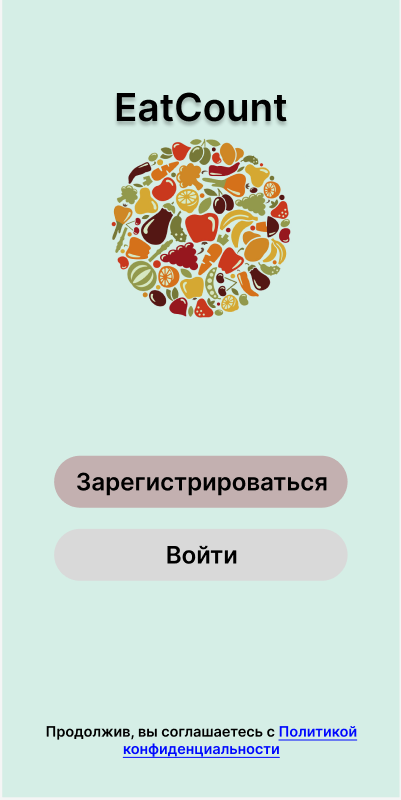 EatCount
Зарегистрироваться
Войти
Продолжив, вы соглашаетесь с Политикой
конфиденциальности